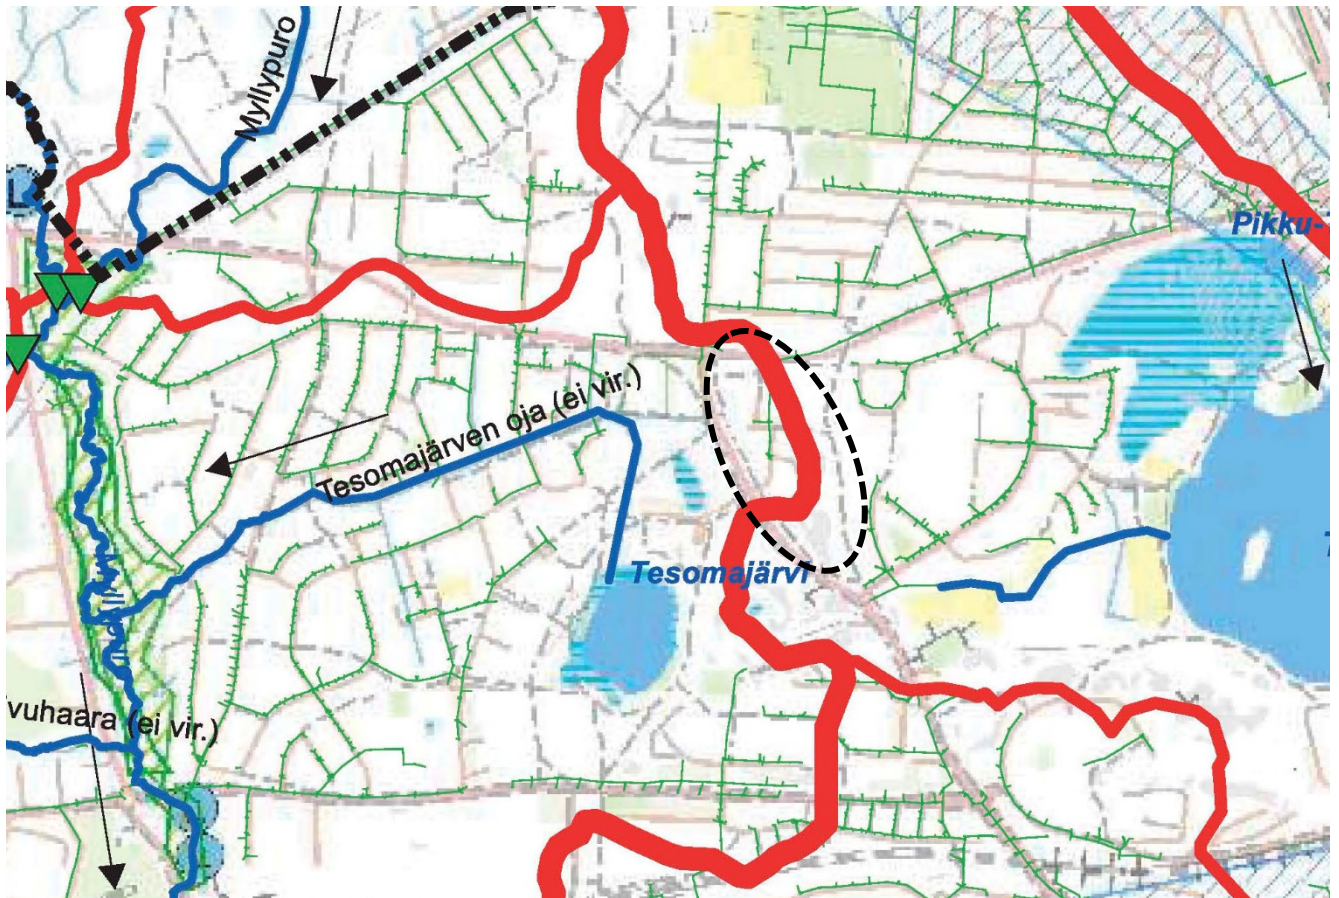 Myllypuro
L
Pikku-
Tesomajärven oja (ei vir.)
T
Tesomajärvi
vuhaara (ei vir.)